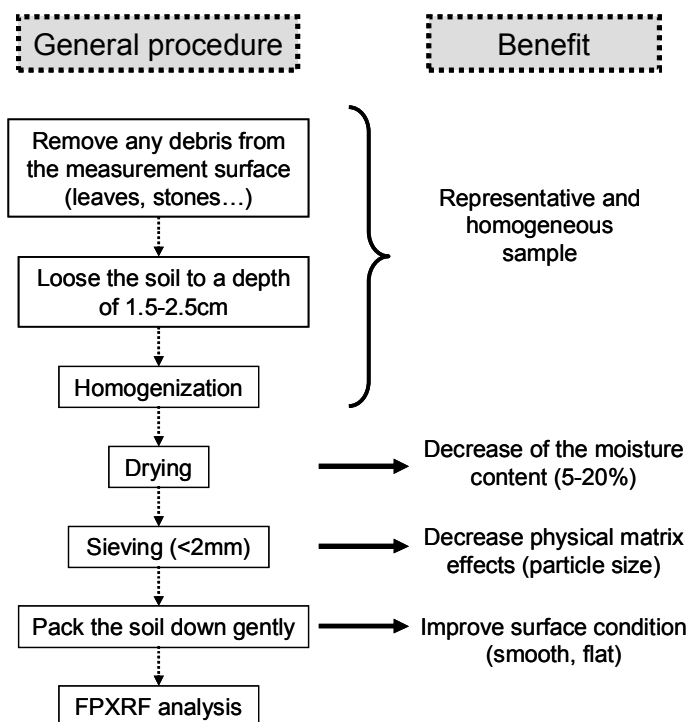 General procedure
Benefit
Remove any debris from
the measurement surface
(leaves, stones…)
Loose the soil to a depth
of 1.5-2.5cm
Homogenization
Representative and
homogeneous
sample
Drying
Decrease of the moisture
content (5-20%)
Sieving (<2mm)
Decrease physical matrix
effects (particle size)
Pack the soil down gently
Improve surface condition
(smooth, flat)
FPXRF analysis